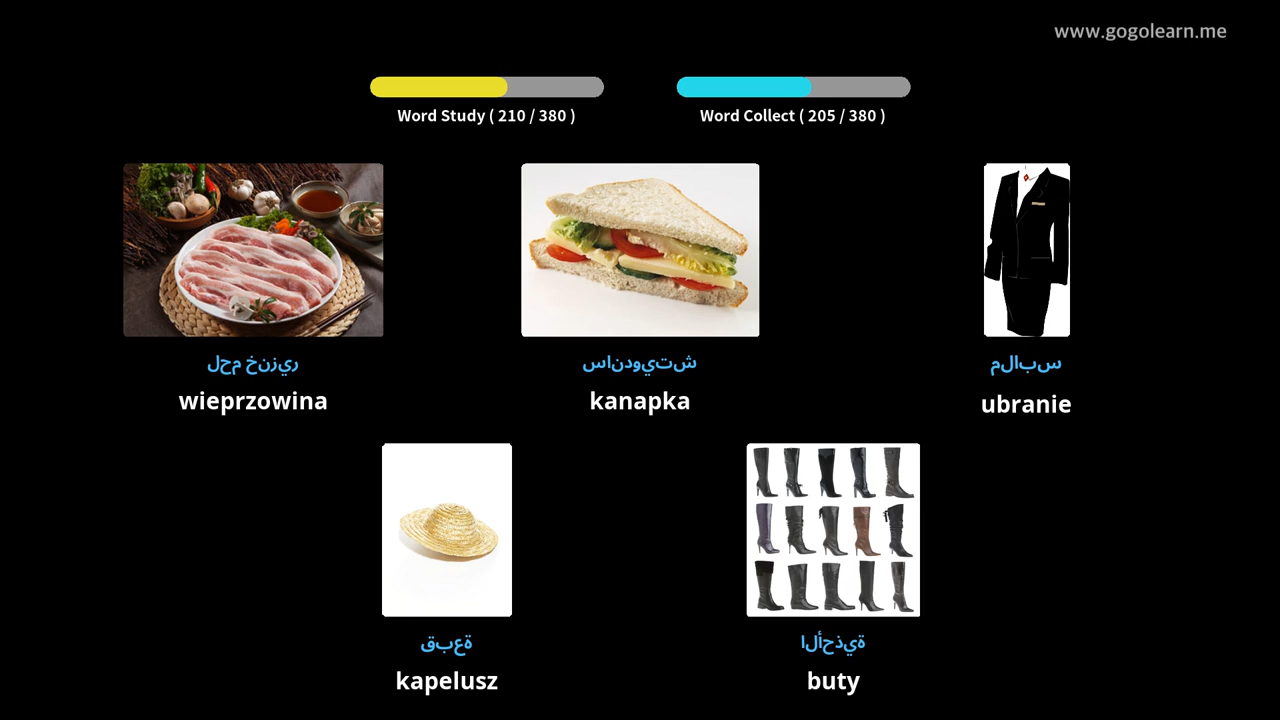 www.gogolearn.me
Word Study ( 210 / 380 )
Word Collect ( 205 / 380 )
لحم خنزير
wieprzowina
ساندويتش
kanapka
ملابس
ubranie
قبعة
kapelusz
الأحذية
buty